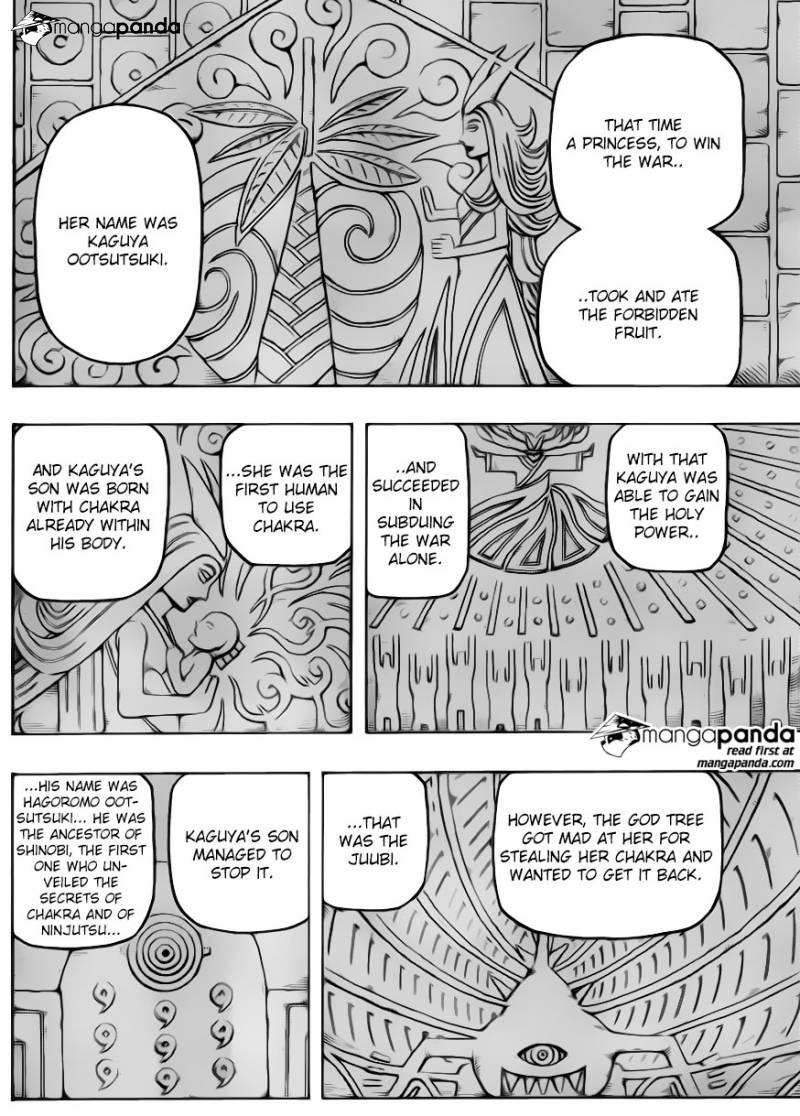 mangapanda
THAT TIME
A PRINCESS, TO WIN
THE WAR..
..TOOK AND ATE
THE FORBIDDEN
FRUIT.
HER NAME WAS
KAGUYA
OOTSUTSUKI.
WITH THAT
KAGUYA WAS
ABLE TO GAIN
THE HOLY
POWER..
..AND
SUCCEEDED
IN
SUBDUING
THE WAR
ALONE.
...SHE WAS THE
FIRST HUMAN
TO USE
CHAKRA.
AND KAGUYA'S
SON WAS BORN
WITH CHAKRA
ALREADY WITHIN
HIS BODY.
mangapanda
read first at
mangapanda.com
HOWEVER, THE GOD TREE
GOT MAD AT HER FOR
STEALING HER CHAKRA AND
WANTED TO GET IT BACK.
...THAT
WAS THE
JUUBI.
KAGUYA'S SON
MANAGED TO
STOP IT.
...HIS NAME WAS
HAGOROMO OOT-
SUTSUKI... HE WAS
THE ANCESTOR OF
SHINOBI, THE FIRST
ONE WHO UN-
VEILED THE
SECRETS OF
CHAKRA AND OF
NINJUTSU...